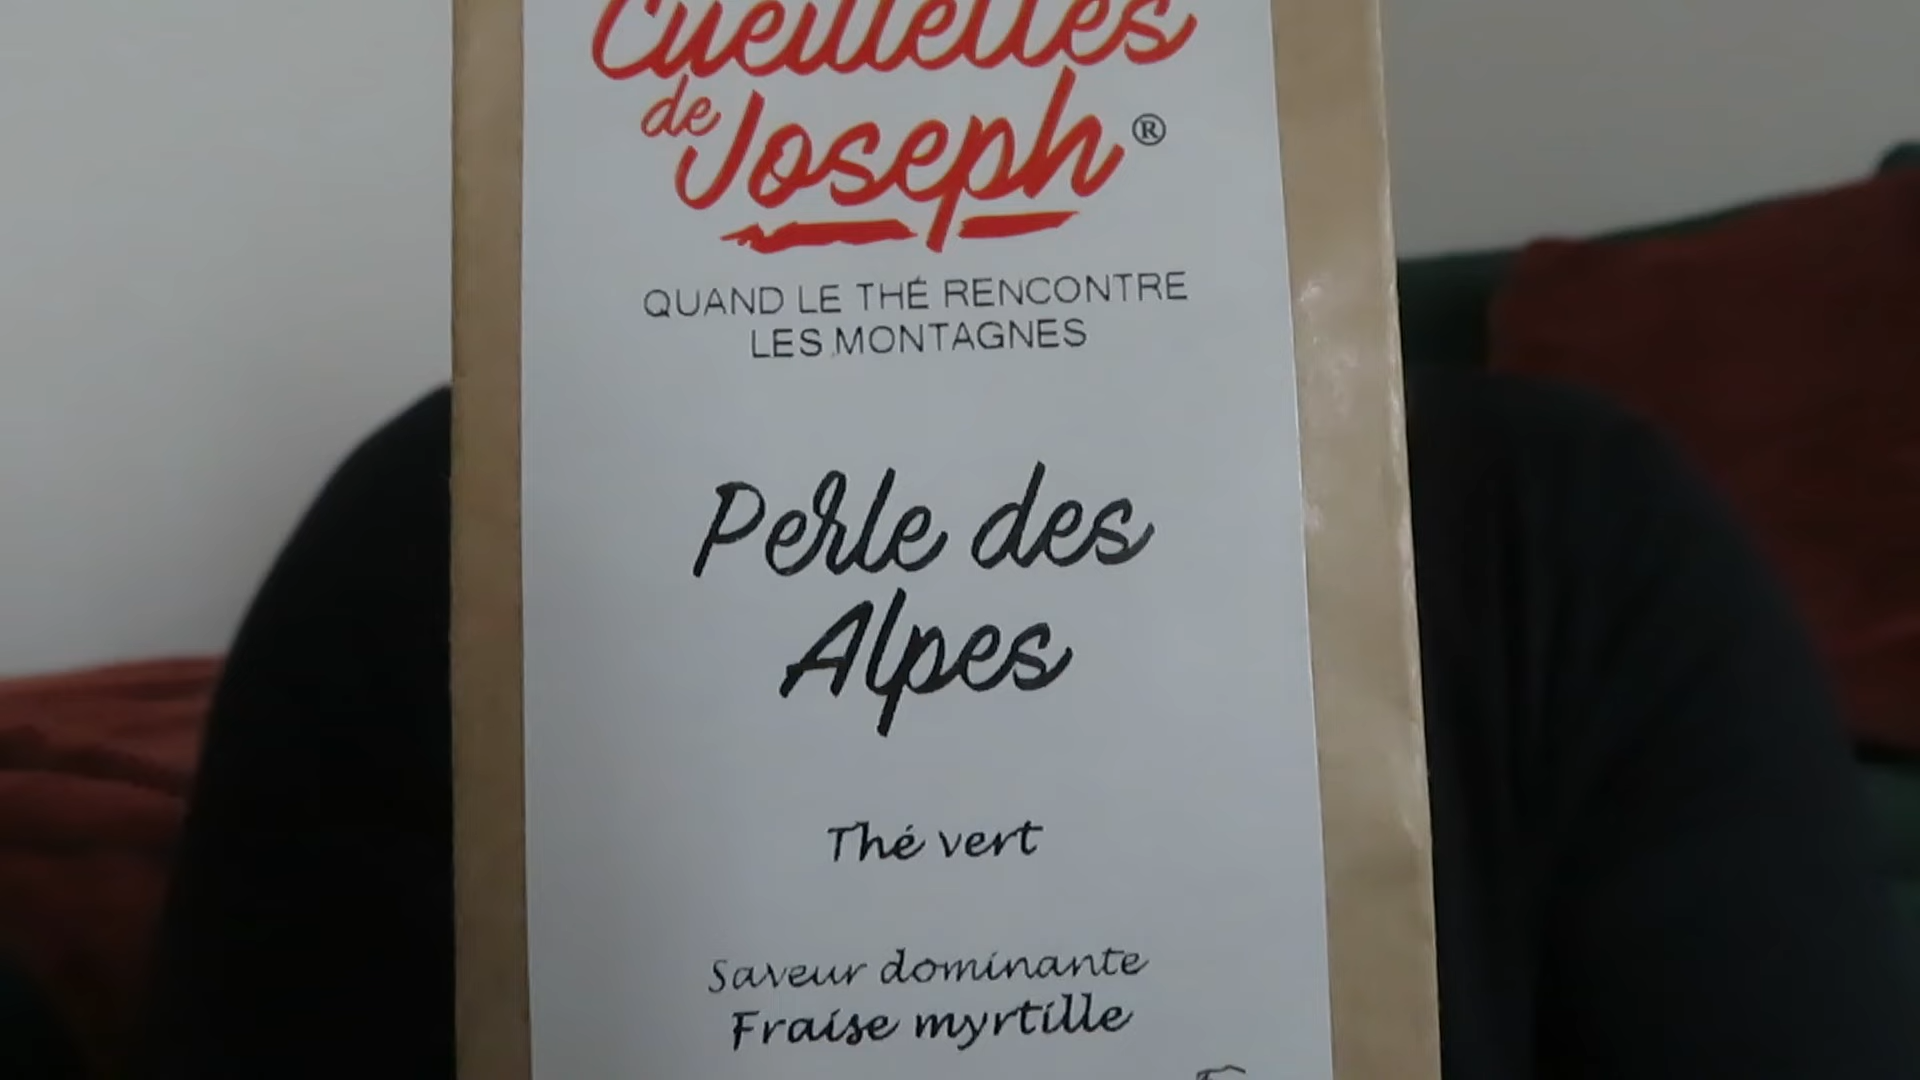 Cueillettes
de Joseph®
QUAND LE THÉ RENCONTRE
LES MONTAGNES
Perle des
Alpes
Thé vert
Saveur dominante
Fraise myrtille